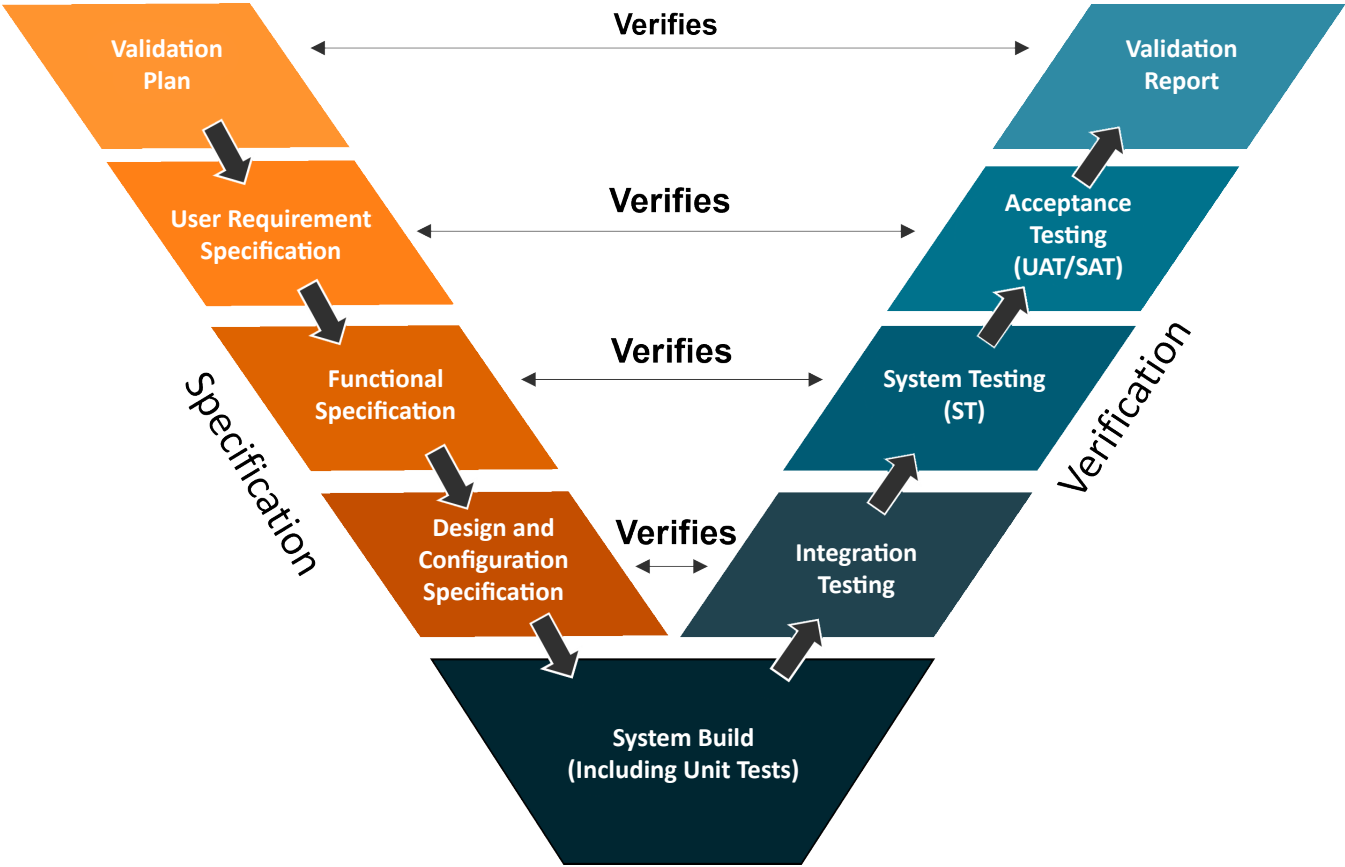 Validation
Plan
Verifies
Validation
Report
User Requirement
Specification
Verifies
Acceptance
Testing
(UAT/SAT)
Functional
Specification
Verifies
System Testing
(ST)
Specification
Verification
Design and
Configuration
Specification
Verifies
Integration
Testing
System Build
(Including Unit Tests)